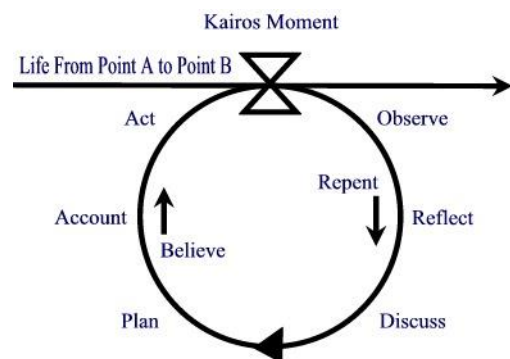 Kairos Moment
Life From Point A to Point B
Act
Observe
Repent
Account
Reflect
Believe
Plan
Discuss